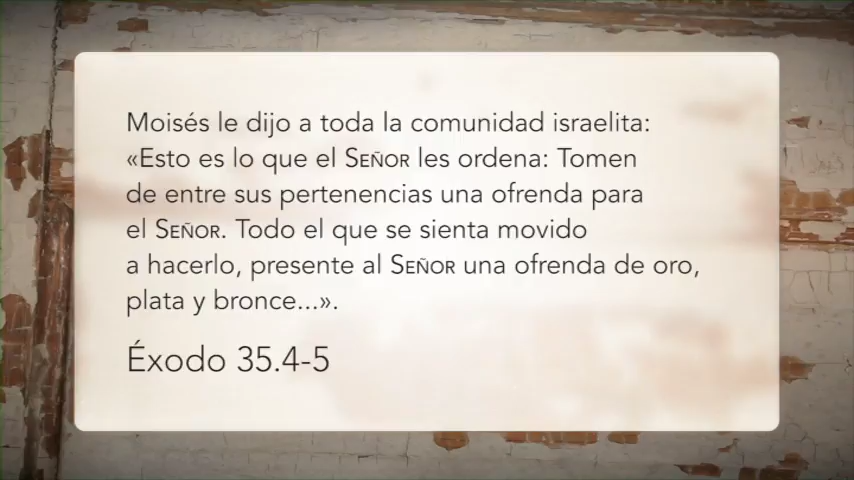 Moisés le dijo a toda la comunidad israelita:
«Esto es lo que el SEÑOR les ordena: Tomen
de entre sus pertenencias una ofrenda para
el SEÑOR. Todo el que se sienta movido
a hacerlo, presente al SEÑOR una ofrenda de oro,
plata y bronce...».
Éxodo 35.4-5